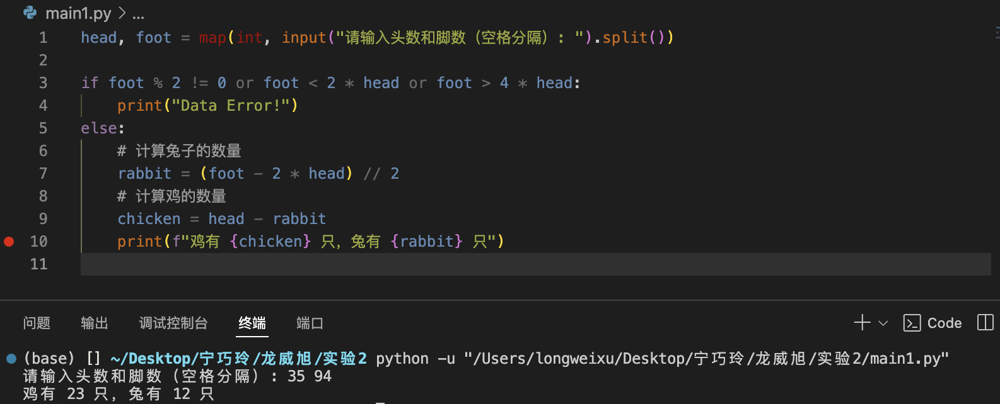 main1.py > ...
1 head, foot = map(int, input("请输入头数和脚数（空格分隔）: ").split())
2
3 if foot % 2 != 0 or foot < 2 * head or foot > 4 * head:
4     print("Data Error!")
5 else:
6     # 计算兔子的数量
7     rabbit = (foot - 2 * head) // 2
8     # 计算鸡的数量
9     chicken = head - rabbit
10     print(f"鸡有 {chicken} 只，兔有 {rabbit} 只")
11
问题 输出 调试控制台 终端 端口 Code
(base) [] ~/Desktop/宁巧玲/龙威旭/实验2 python -u "/Users/longweixu/Desktop/宁巧玲/龙威旭/实验2/main1.py"
请输入头数和脚数（空格分隔）: 35 94
鸡有 23 只，兔有 12 只